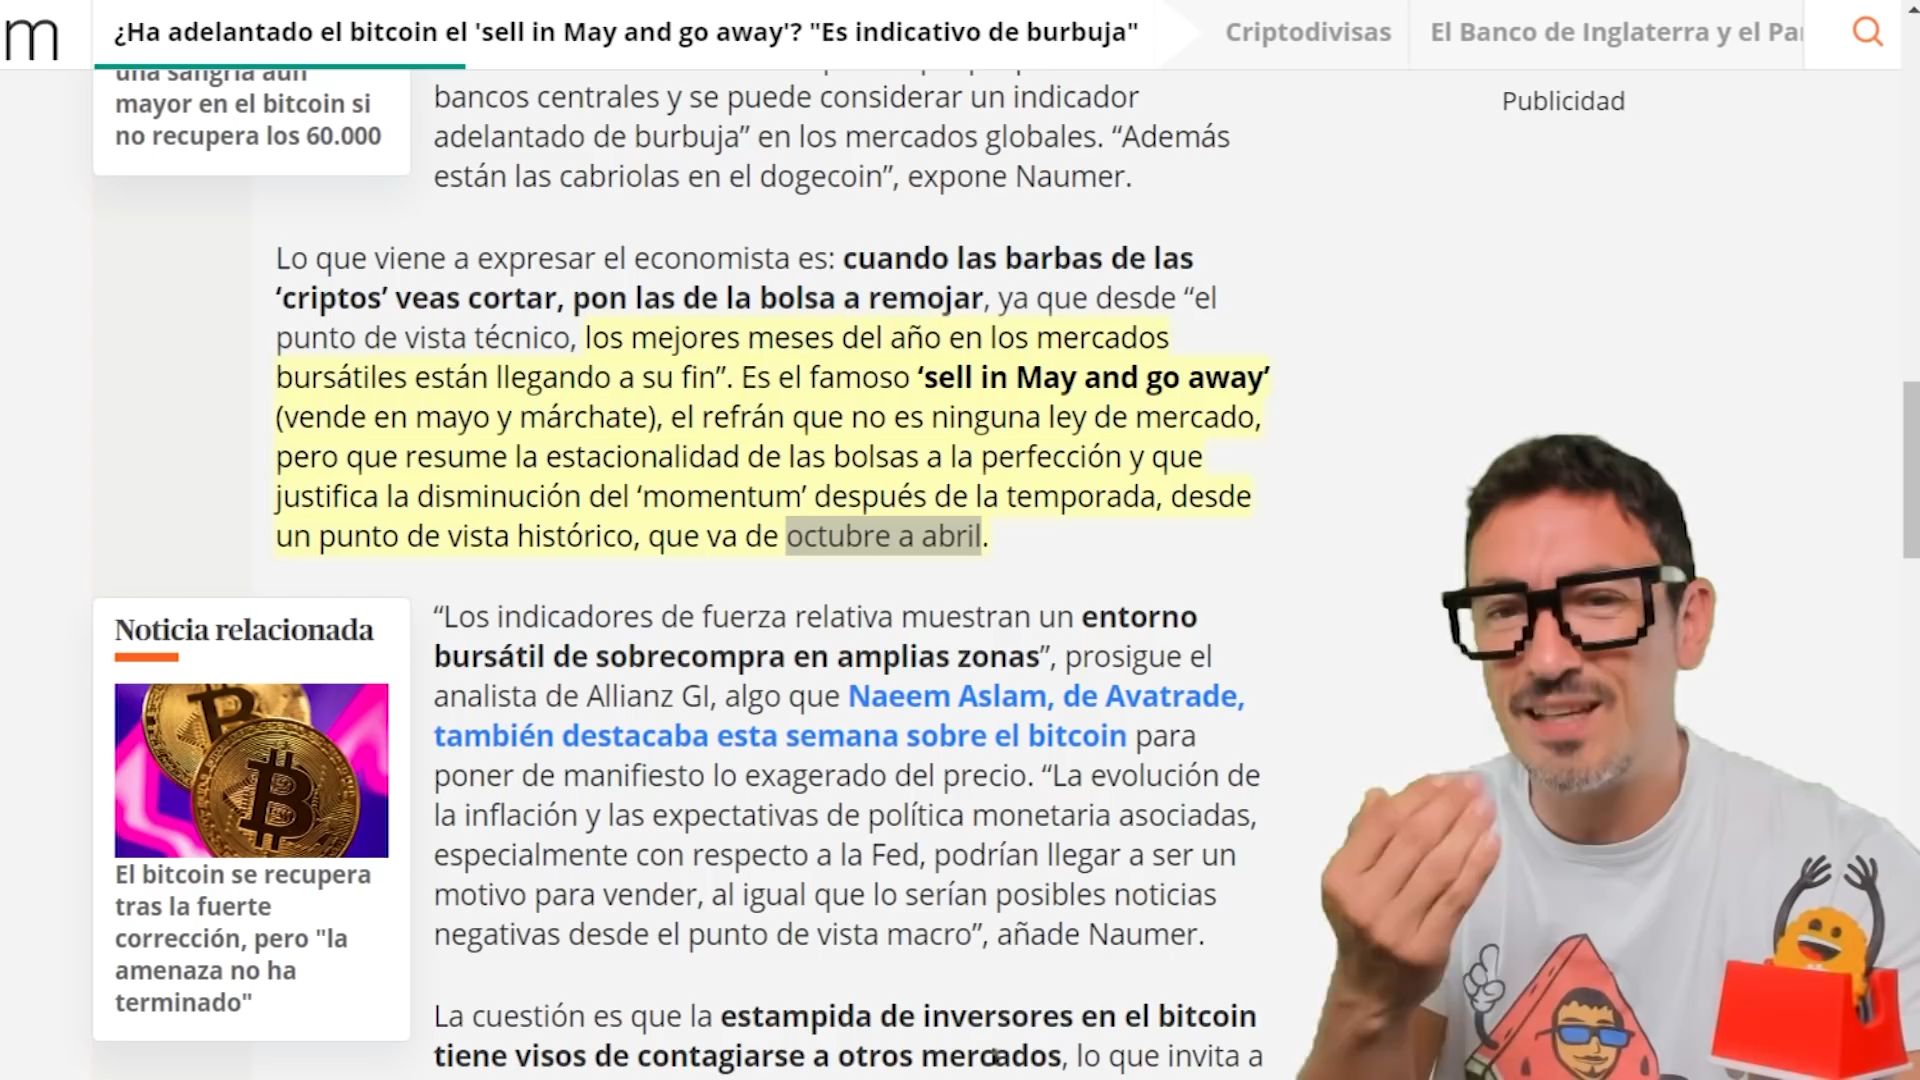 m
¿Ha adelantado el bitcoin el 'sell in May and go away'? "Es indicativo de burbuja"
Criptodivisas
El Banco de Inglaterra y el Pa
una sangría aún
mayor en el bitcoin si
no recupera los 60.000
bancos centrales y se puede considerar un indicador
adelantado de burbuja” en los mercados globales. “Además
están las cabriolas en el dogecoin”, expone Naumer.
Publicidad
Lo que viene a expresar el economista es: cuando las barbas de las
‘criptos’ veas cortar, pon las de la bolsa a remojar, ya que desde “el
punto de vista técnico, los mejores meses del año en los mercados
bursátiles están llegando a su fin”. Es el famoso ‘sell in May and go away’
(vende en mayo y márchate), el refrán que no es ninguna ley de mercado,
pero que resume la estacionalidad de las bolsas a la perfección y que
justifica la disminución del ‘momentum’ después de la temporada, desde
un punto de vista histórico, que va de octubre a abril.
Noticia relacionada
El bitcoin se recupera
tras la fuerte
corrección, pero "la
amenaza no ha
terminado"
“Los indicadores de fuerza relativa muestran un entorno
bursátil de sobrecompra en amplias zonas”, prosigue el
analista de Allianz GI, algo que Naeem Aslam, de Avatrade,
también destacaba esta semana sobre el bitcoin para
poner de manifiesto lo exagerado del precio. “La evolución de
la inflación y las expectativas de política monetaria asociadas,
especialmente con respecto a la Fed, podrían llegar a ser un
motivo para vender, al igual que lo serían posibles noticias
negativas desde el punto de vista macro”, añade Naumer.
La cuestión es que la estampida de inversores en el bitcoin
tiene visos de contagiarse a otros mercados, lo que invita a